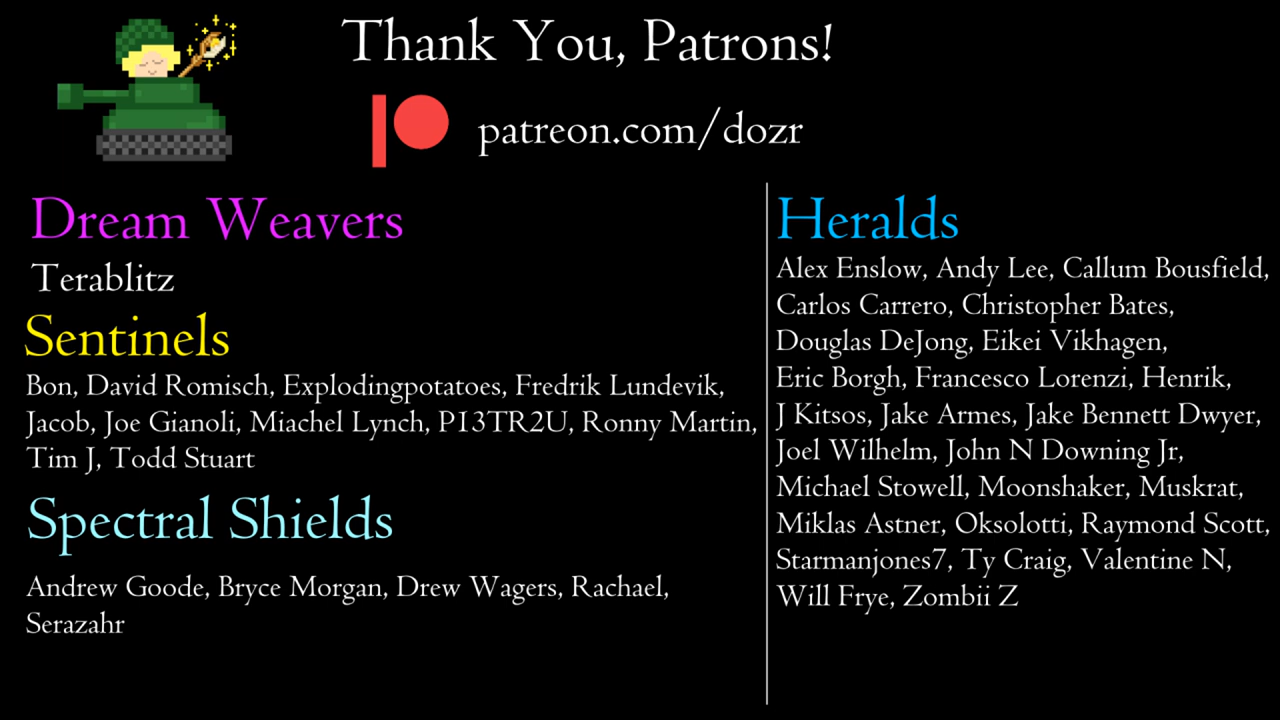 Thank You, Patrons!
patreon.com/dozr
Dream Weavers
Terablitz
Sentinels
Bon, David Romisch, Explodingpotatoes, Fredrik Lundevik,
Jacob, Joe Gianoli, Miachel Lynch, P13TR2U, Ronny Martin,
Tim J, Todd Stuart
Spectral Shields
Andrew Goode, Bryce Morgan, Drew Wagers, Rachael,
Serazahr
Heralds
Alex Enslow, Andy Lee, Callum Bousfield,
Carlos Carrero, Christopher Bates,
Douglas DeJong, Eikei Vikhagen,
Eric Borgh, Francesco Lorenzi, Henrik,
J Kitsos, Jake Armes, Jake Bennett Dwyer,
Joel Wilhelm, John N Downing Jr,
Michael Stowell, Moonshaker, Muskrat,
Miklas Astner, Oksolotti, Raymond Scott,
Starmanjones7, Ty Craig, Valentine N,
Will Frye, Zombii Z